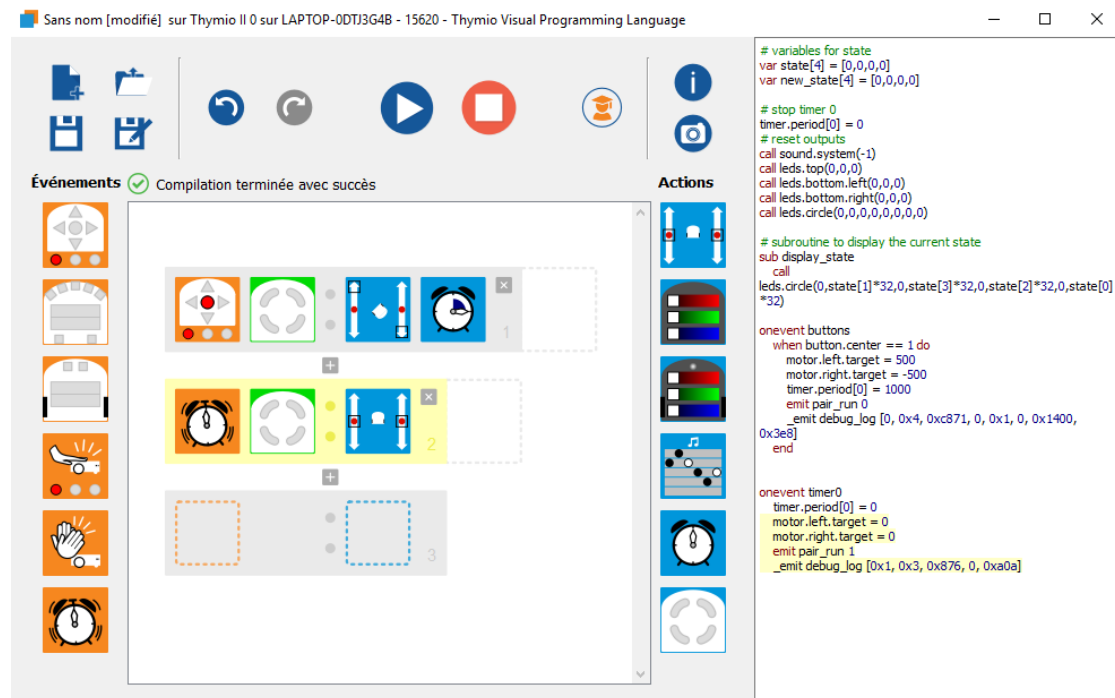 Sans nom [modifié]  sur Thymio II 0 sur LAPTOP-0DTJ3G4B - 15620 - Thymio Visual Programming Language
Événements
Compilation terminée avec succès
Actions
1
2
3
# variables for state
var state[4] = [0,0,0,0]
var new_state[4] = [0,0,0,0]
# stop timer 0
timer.period[0] = 0
# reset outputs
call sound.system(-1)
call leds.top(0,0,0)
call leds.bottom.left(0,0,0)
call leds.bottom.right(0,0,0)
call leds.circle(0,0,0,0,0,0,0,0)
# subroutine to display the current state
sub display_state
call
leds.circle(0,state[1]*32,0,state[3]*32,0,state[2]*32,0,state[0]
*32)
onevent buttons
when button.center == 1 do
motor.left.target = 500
motor.right.target = -500
timer.period[0] = 1000
emit pair_run 0
_emit debug_log [0, 0x4, 0xc871, 0, 0x1, 0, 0x1400,
0x3e8]
end
onevent timer0
timer.period[0] = 0
motor.left.target = 0
motor.right.target = 0
emit pair_run 1
_emit debug_log [0x1, 0x3, 0x876, 0, 0xa0a]